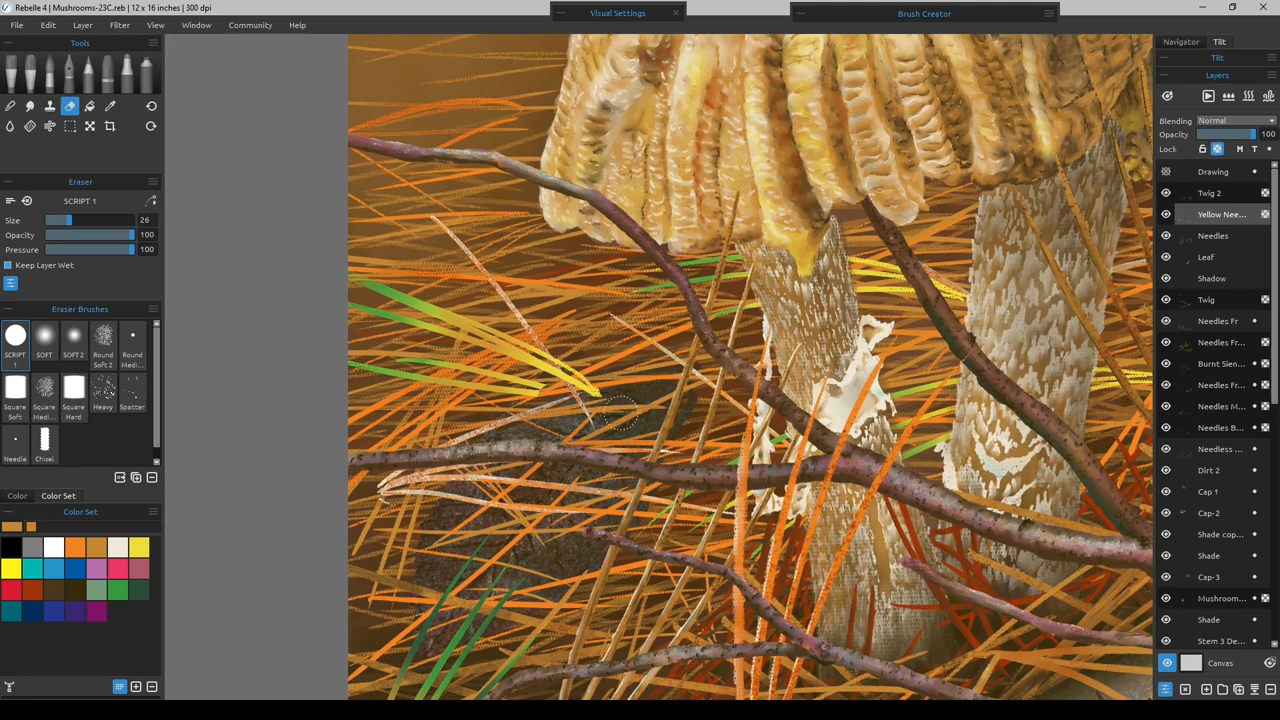 Rebelle 4 | Mushrooms-23C.reb | 12 x 16 inches | 300 dpi
Visual Settings
Brush Creator
File Edit Layer Filter View Window Community Help
Tools
Eraser
SCRIPT 1
Size 26
Opacity 100
Pressure 100
Keep Layer Wet
Eraser Brushes
SCRIPT 1
SOFT
SOFT 2
Round Soft 2
Round Medi...
Square Soft
Square Medi...
Square Hard
Heavy
Spatter
Needle
Chisel
Color Color Set
Color Set
Navigator Tilt
Tilt
Layers
Blending Normal
Opacity 100
Lock M T
Drawing
Twig 2
Yellow Nee...
Needles
Leaf
Shadow
Twig
Needles Fr
Needles Fr...
Burnt Sien...
Needles Fr...
Needles M...
Needles B...
Needless ...
Dirt 2
Cap 1
Cap-2
Shade cop...
Shade
Cap-3
Mushroom...
Shade
Stem 3 De...
Canvas